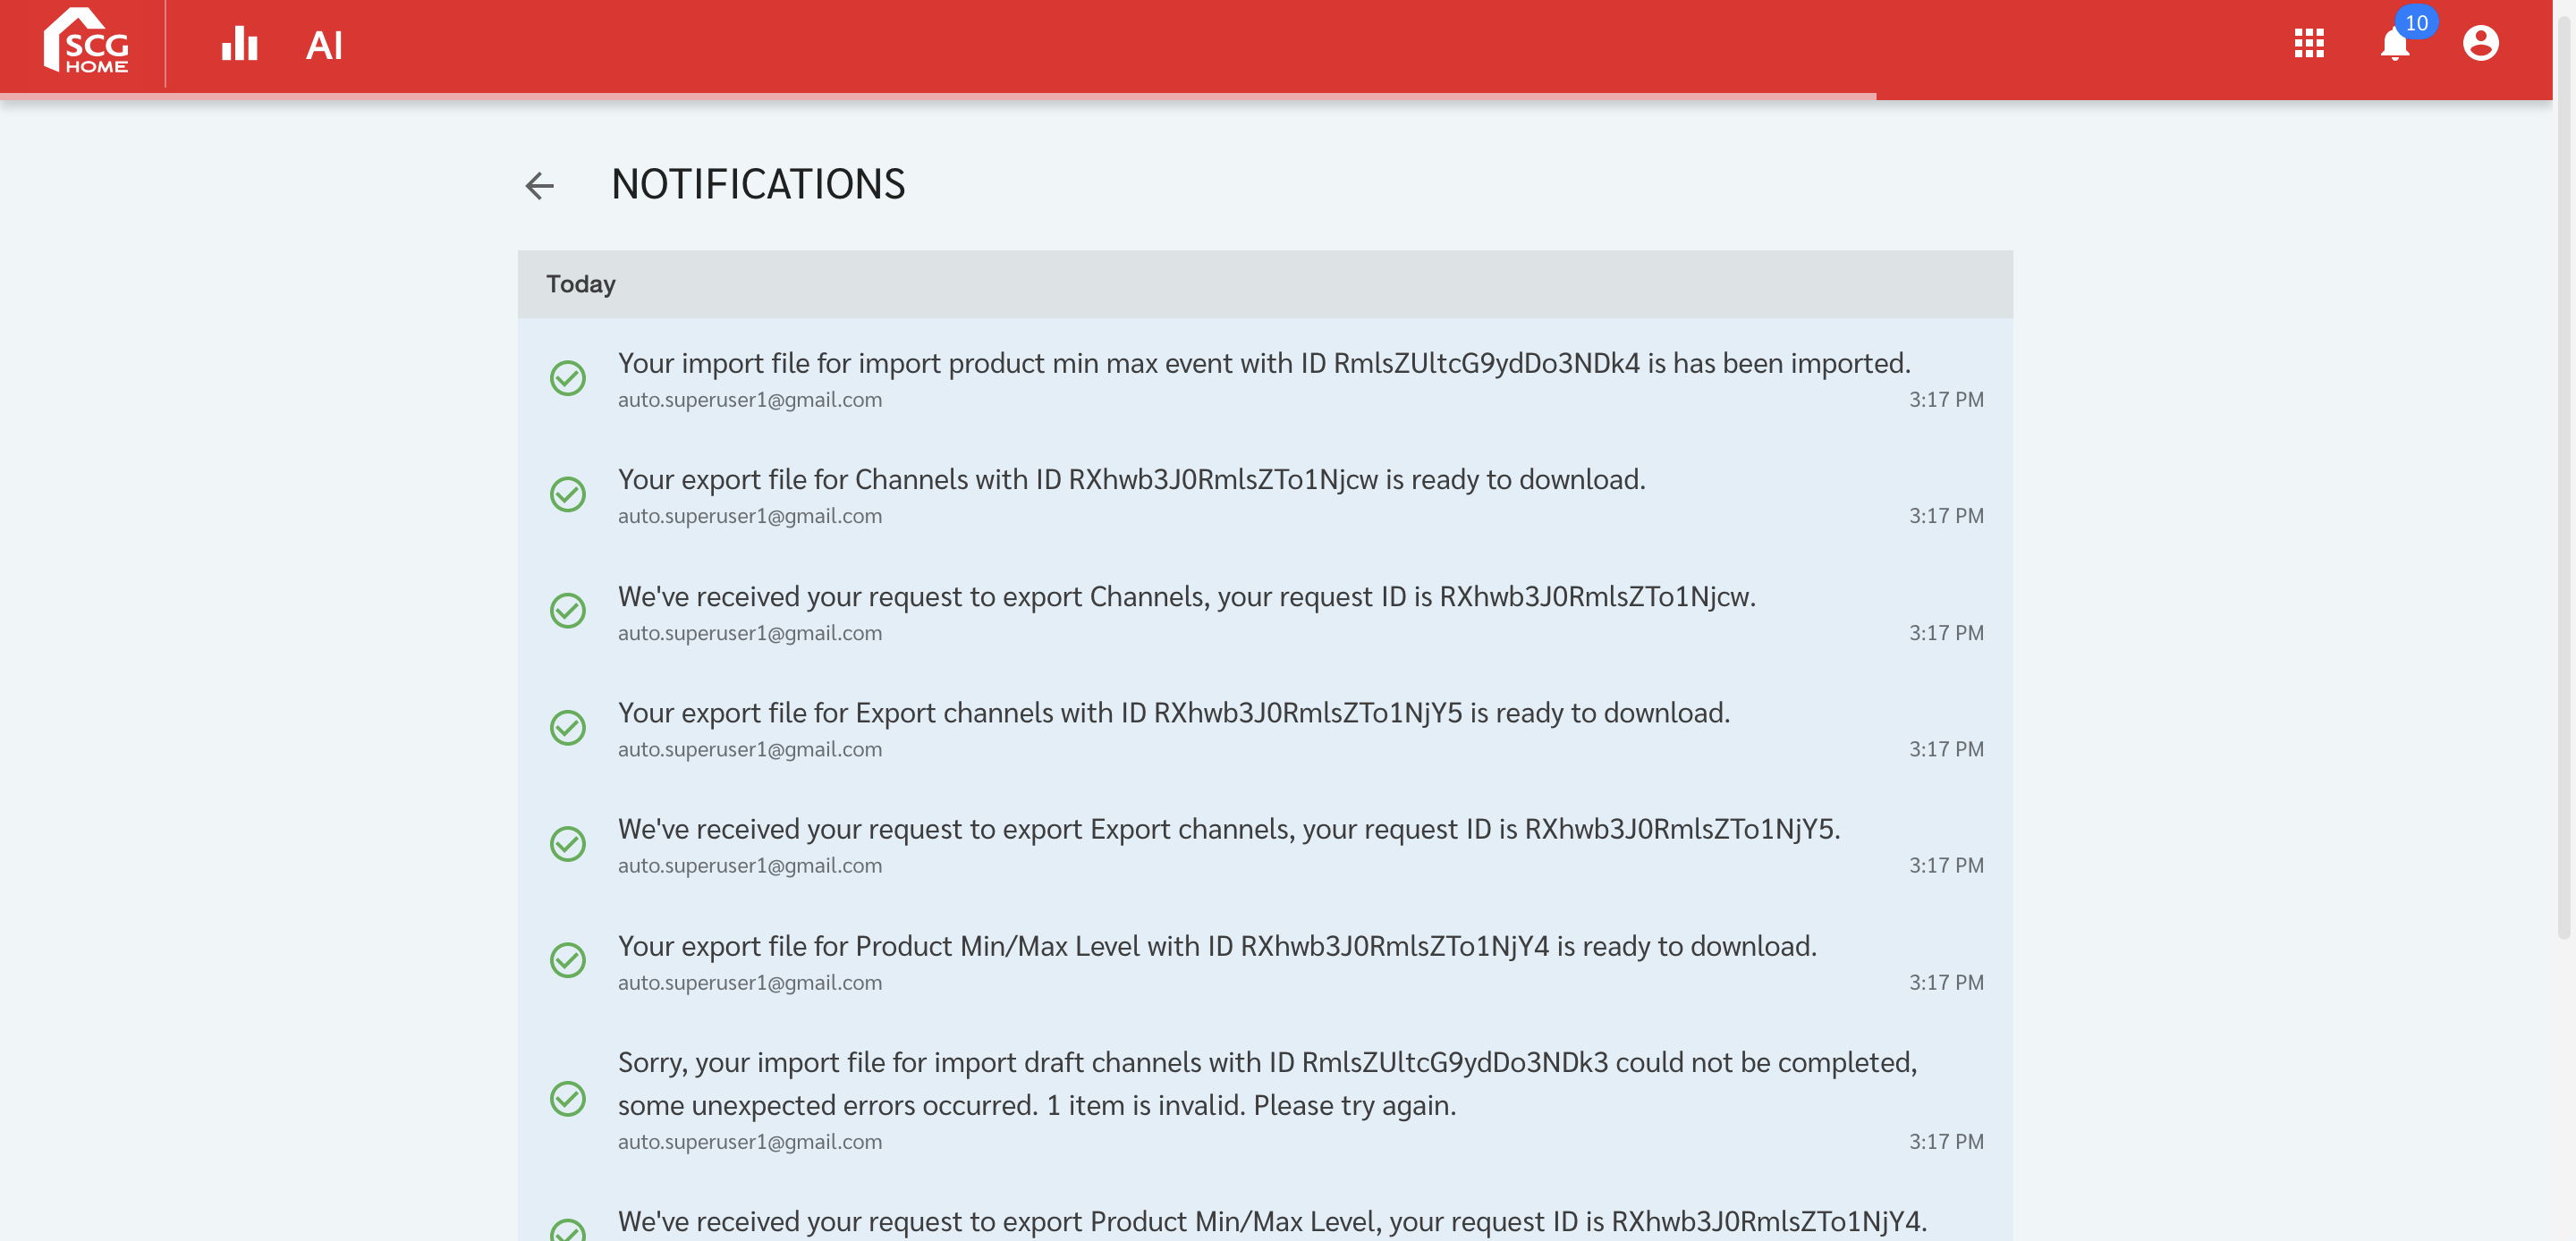 SCG
HOME
AI
10
NOTIFICATIONS
Today
Your import file for import product min max event with ID RmlsZUltcG9ydDo3NDk4 is has been imported.
auto.superuser1@gmail.com 3:17 PM
Your export file for Channels with ID RXhwb3J0RmlsZTo1Njcw is ready to download.
auto.superuser1@gmail.com 3:17 PM
We've received your request to export Channels, your request ID is RXhwb3J0RmlsZTo1Njcw.
auto.superuser1@gmail.com 3:17 PM
Your export file for Export channels with ID RXhwb3J0RmlsZTo1NjY5 is ready to download.
auto.superuser1@gmail.com 3:17 PM
We've received your request to export Export channels, your request ID is RXhwb3J0RmlsZTo1NjY5.
auto.superuser1@gmail.com 3:17 PM
Your export file for Product Min/Max Level with ID RXhwb3J0RmlsZTo1NjY4 is ready to download.
auto.superuser1@gmail.com 3:17 PM
Sorry, your import file for import draft channels with ID RmlsZUltcG9ydDo3NDk3 could not be completed,
some unexpected errors occurred. 1 item is invalid. Please try again.
auto.superuser1@gmail.com 3:17 PM
We've received your request to export Product Min/Max Level, your request ID is RXhwb3J0RmlsZTo1NjY4.